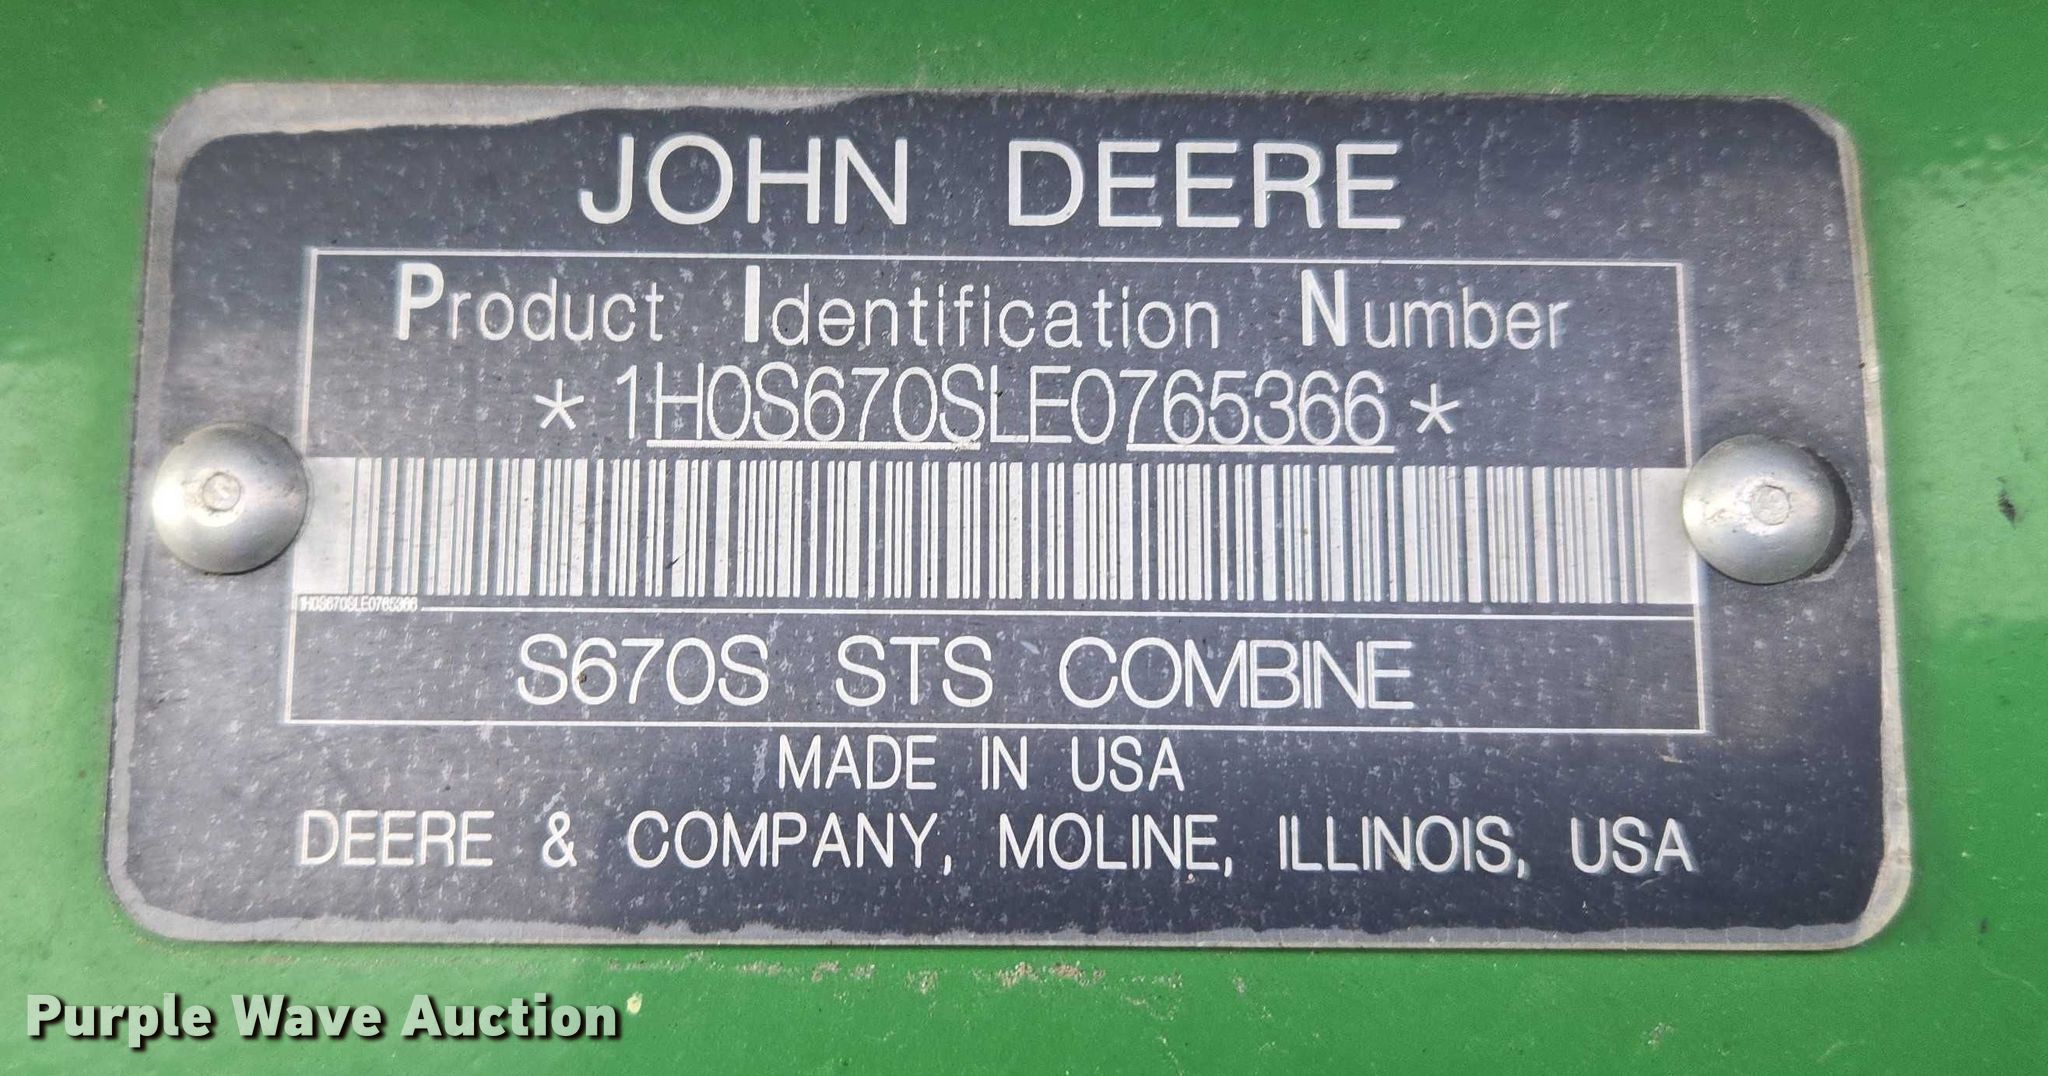 JOHN DEERE
Product Identification Number
*1H0S670SLE0765366*
1H0S670SLE0765366
S670S STS COMBINE
MADE IN USA
DEERE & COMPANY, MOLINE, ILLINOIS, USA
Purple Wave Auction